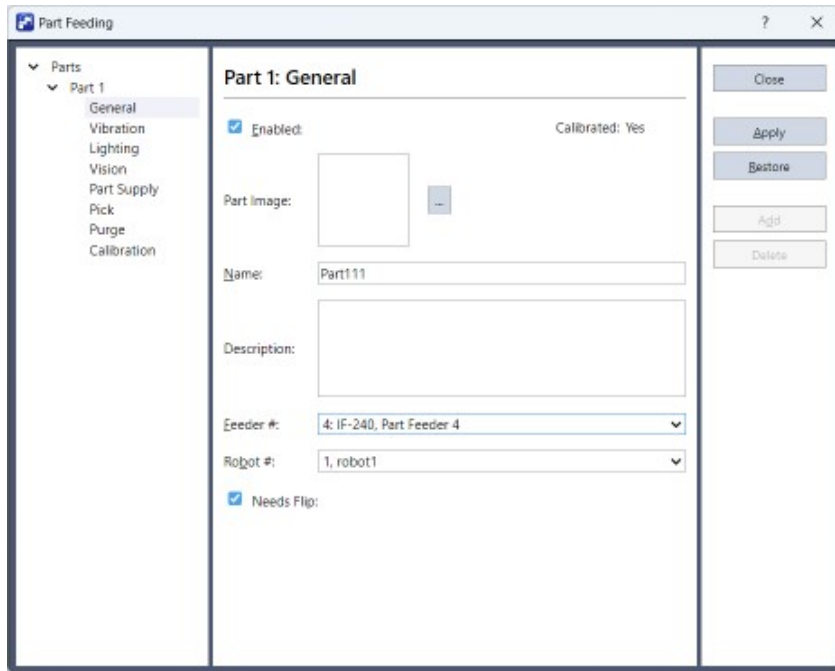 Part Feeding
? ×
Parts
Part 1
General
Vibration
Lighting
Vision
Part Supply
Pick
Purge
Calibration
Part 1: General
Enabled:
Calibrated: Yes
Part Image:
...
Name:
Part111
Description:
Feeder #:
4: IF-240, Part Feeder 4
Robot #:
1, robot1
Needs Flip:
Close
Apply
Restore
Add
Delete